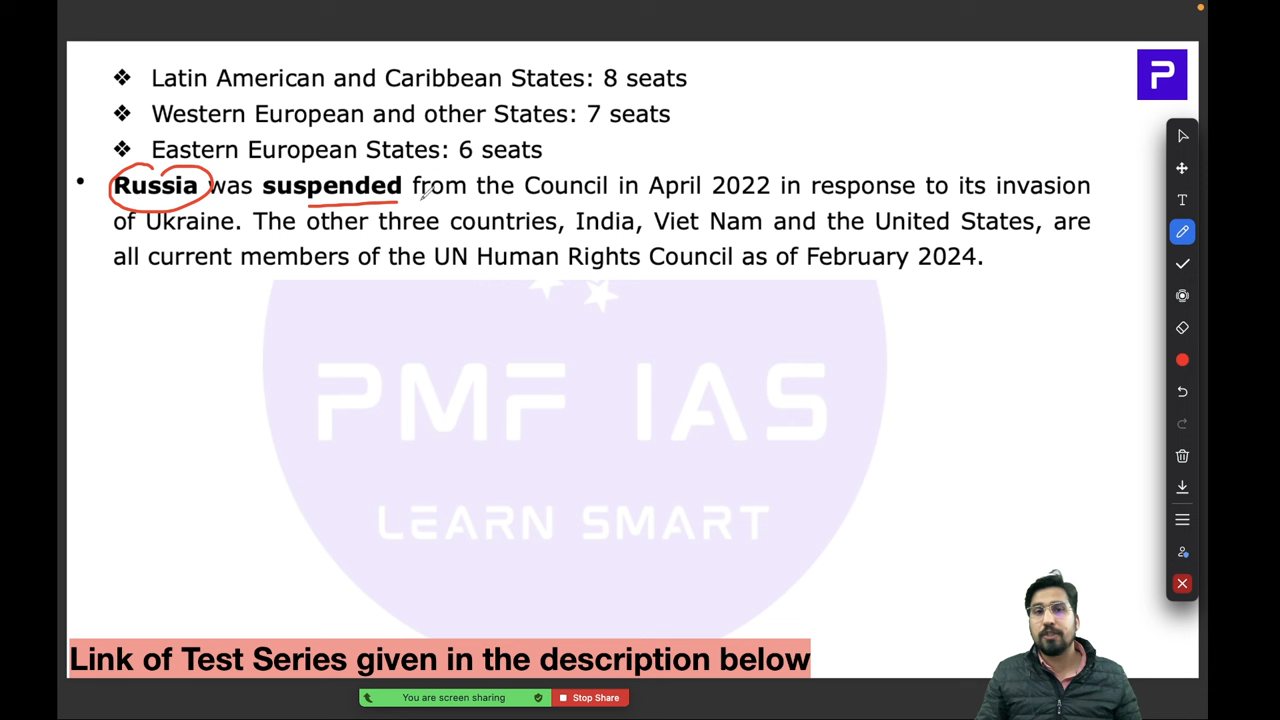 ❖ Latin American and Caribbean States: 8 seats
❖ Western European and other States: 7 seats
❖ Eastern European States: 6 seats
• Russia was suspended from the Council in April 2022 in response to its invasion
of Ukraine. The other three countries, India, Viet Nam and the United States, are
all current members of the UN Human Rights Council as of February 2024.
PMF IAS
LEARN SMART
Link of Test Series given in the description below
You are screen sharing
Stop Share
P
T